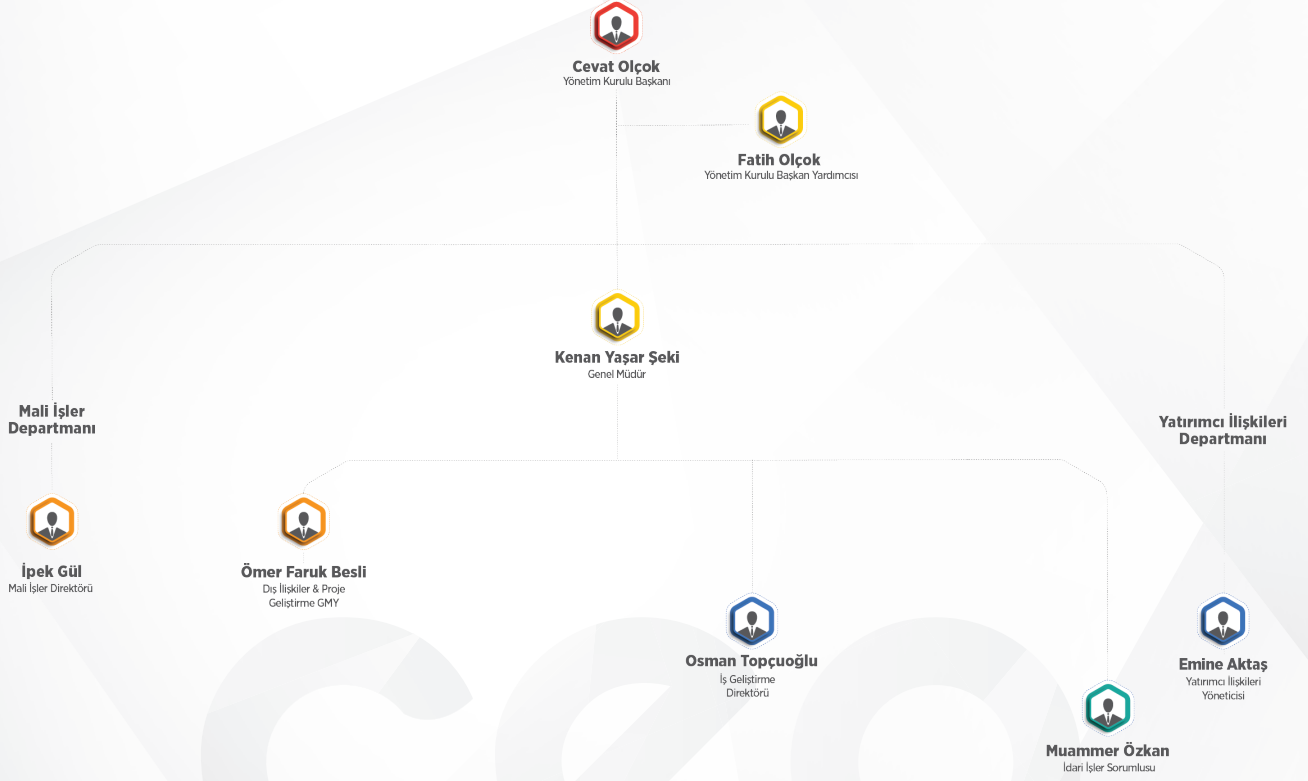 Cevat Olçok
Yönetim Kurulu Başkanı
Fatih Olçok
Yönetim Kurulu Başkan Yardımcısı
Kenan Yaşar Şeki
Genel Müdür
Mali İşler
Departmanı
Yatırımcı İlişkileri
Departmanı
İpek Gül
Mali İşler Direktörü
Ömer Faruk Besli
Dış İlişkiler & Proje
Geliştirme GMY
Osman Topçuoğlu
İş Geliştirme
Direktörü
Emine Aktaş
Yatırımcı İlişkileri
Yöneticisi
Muammer Özkan
İdari İşler Sorumlusu